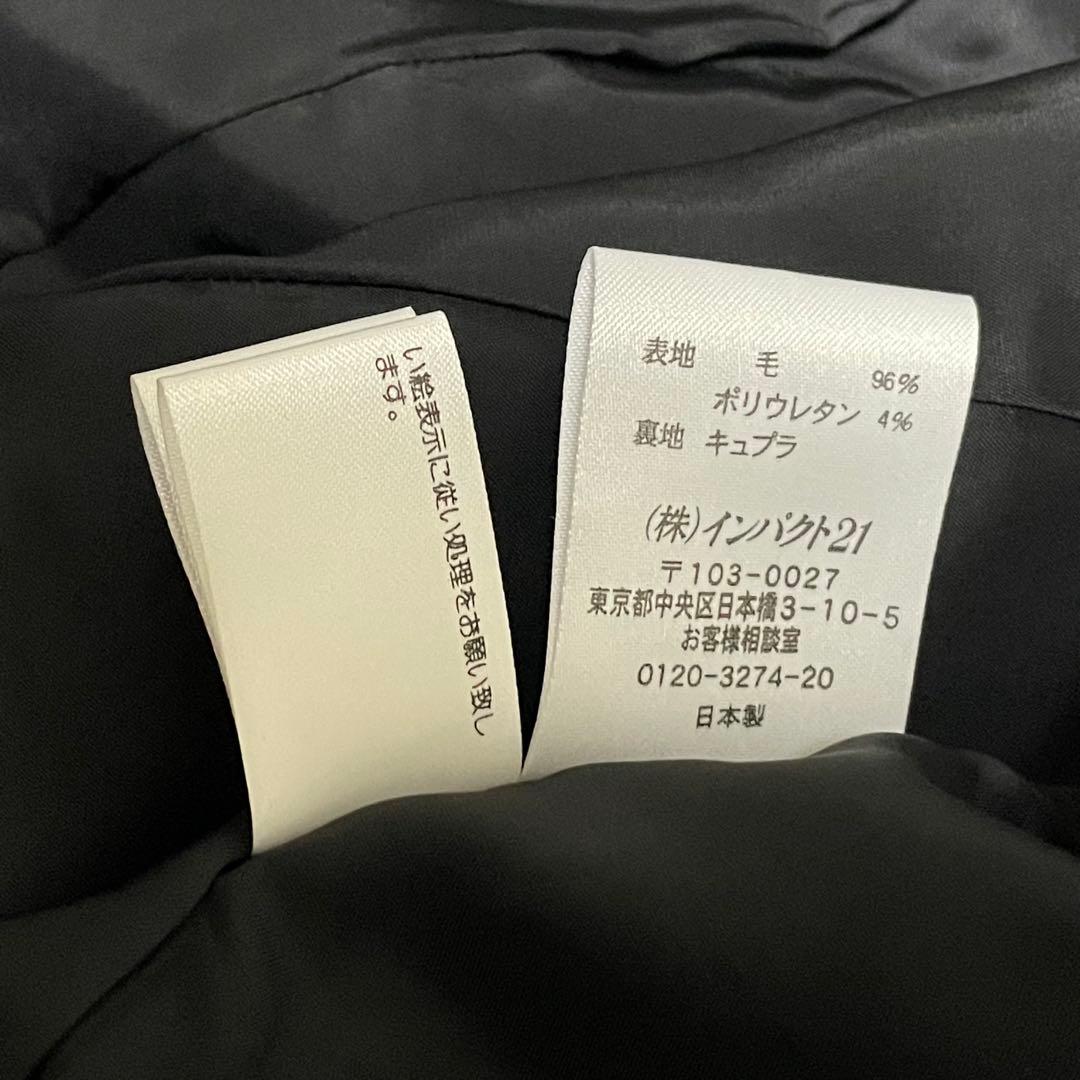 い絵表示に従い処理をお願い致し
ます。
表地 毛 96%
ポリウレタン 4%
裏地 キュプラ
(株)インパクト21
〒103-0027
東京都中央区日本橋3-10-5
お客様相談室
0120-3274-20
日本製